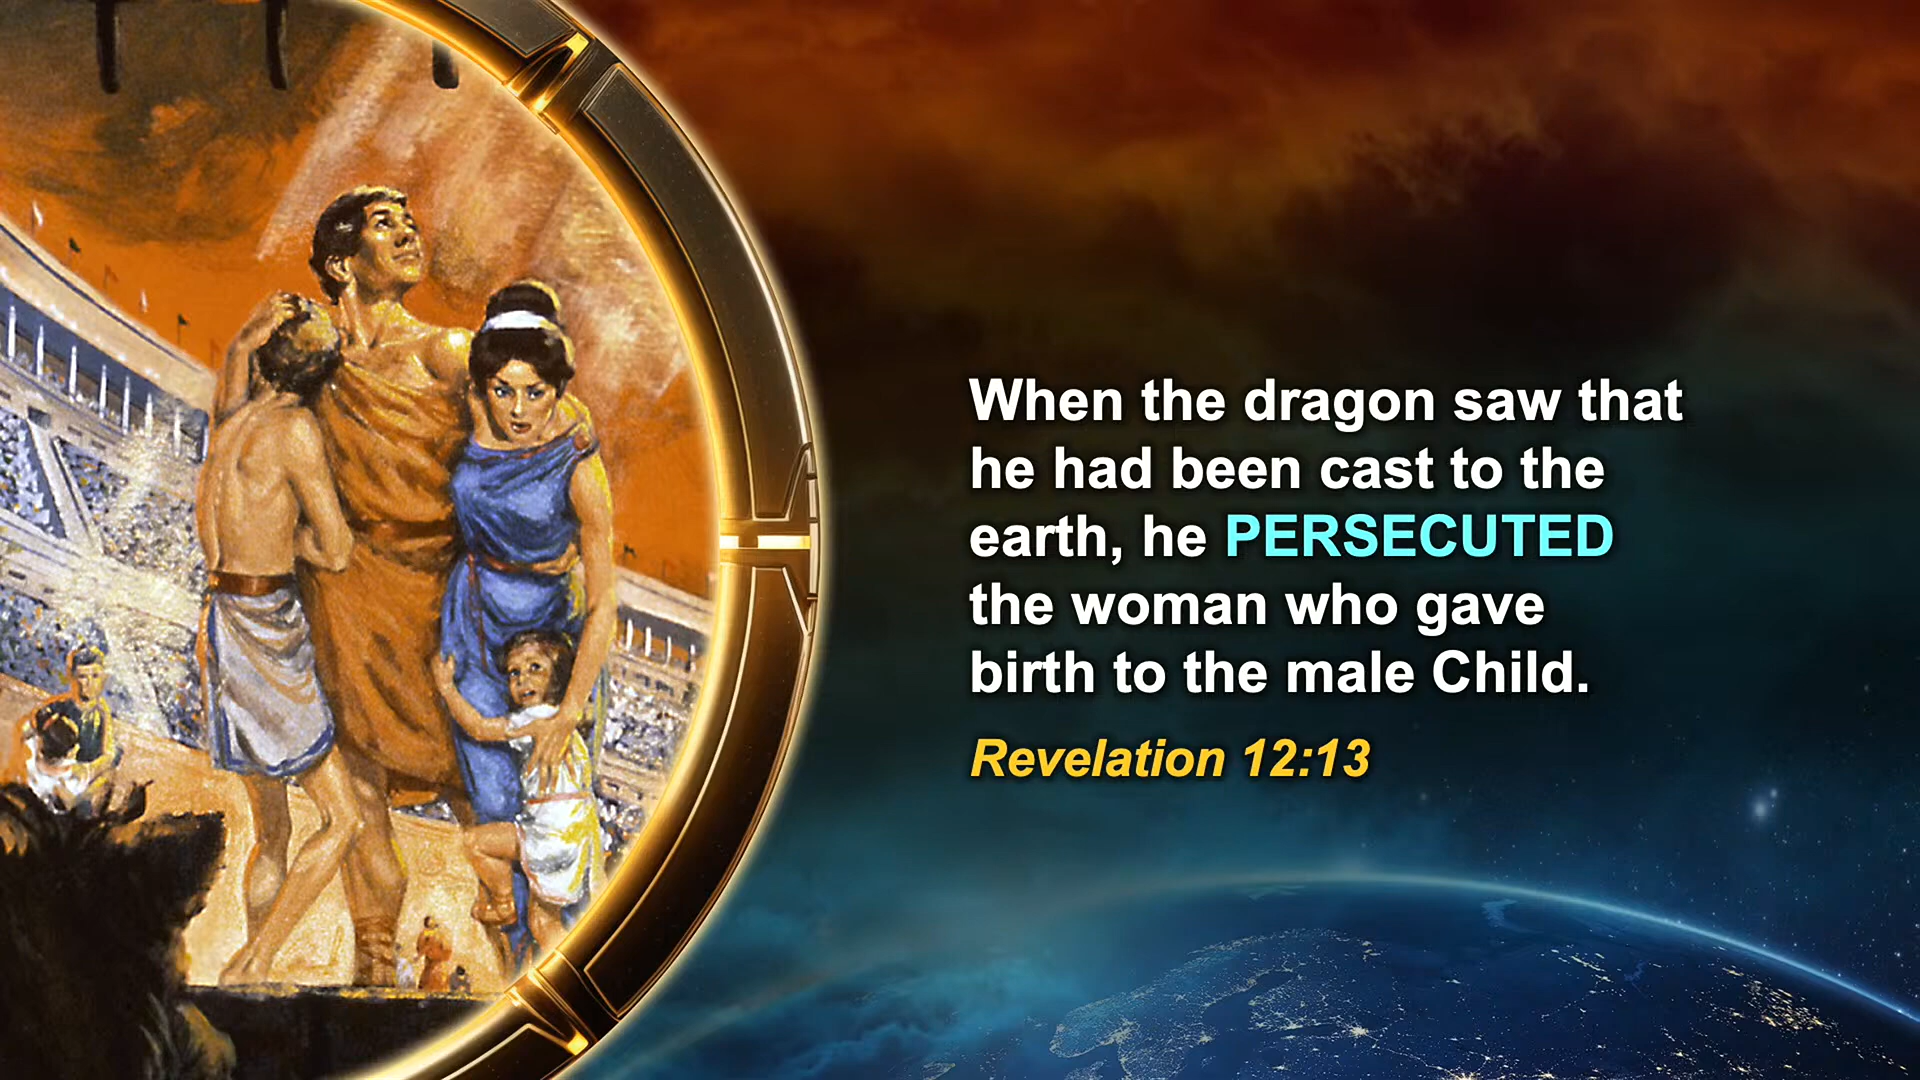 When the dragon saw that
he had been cast to the
earth, he PERSECUTED
the woman who gave
birth to the male Child.
Revelation 12:13